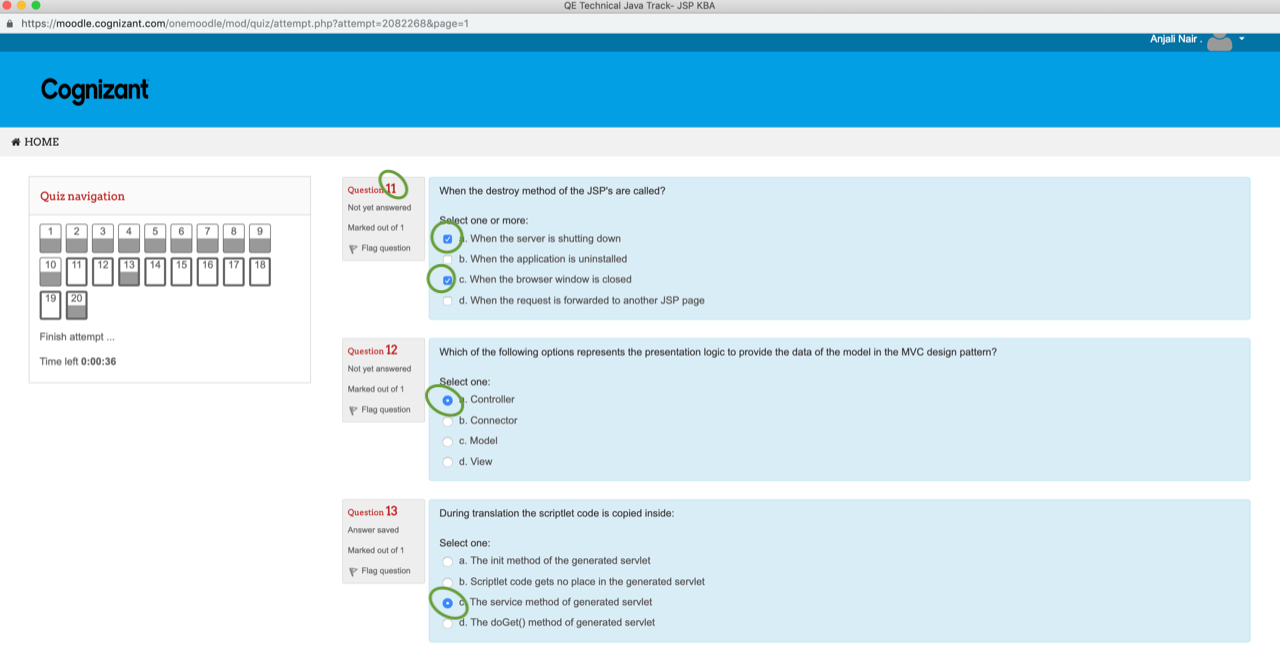 QE Technical Java Track- JSP KBA
https://moodle.cognizant.com/onemoodle/mod/quiz/attempt.php?attempt=2082268&page=1
Anjali Nair .
Cognizant
HOME
Quiz navigation
1 2 3 4 5 6 7 8 9
10 11 12 13 14 15 16 17 18
19 20
Finish attempt ...
Time left 0:00:36
Question 11
Not yet answered
Marked out of 1
Flag question
When the destroy method of the JSP's are called?
Select one or more:
a. When the server is shutting down
b. When the application is uninstalled
c. When the browser window is closed
d. When the request is forwarded to another JSP page
Question 12
Not yet answered
Marked out of 1
Flag question
Which of the following options represents the presentation logic to provide the data of the model in the MVC design pattern?
Select one:
a. Controller
b. Connector
c. Model
d. View
Question 13
Answer saved
Marked out of 1
Flag question
During translation the scriptlet code is copied inside:
Select one:
a. The init method of the generated servlet
b. Scriptlet code gets no place in the generated servlet
c. The service method of generated servlet
d. The doGet() method of generated servlet